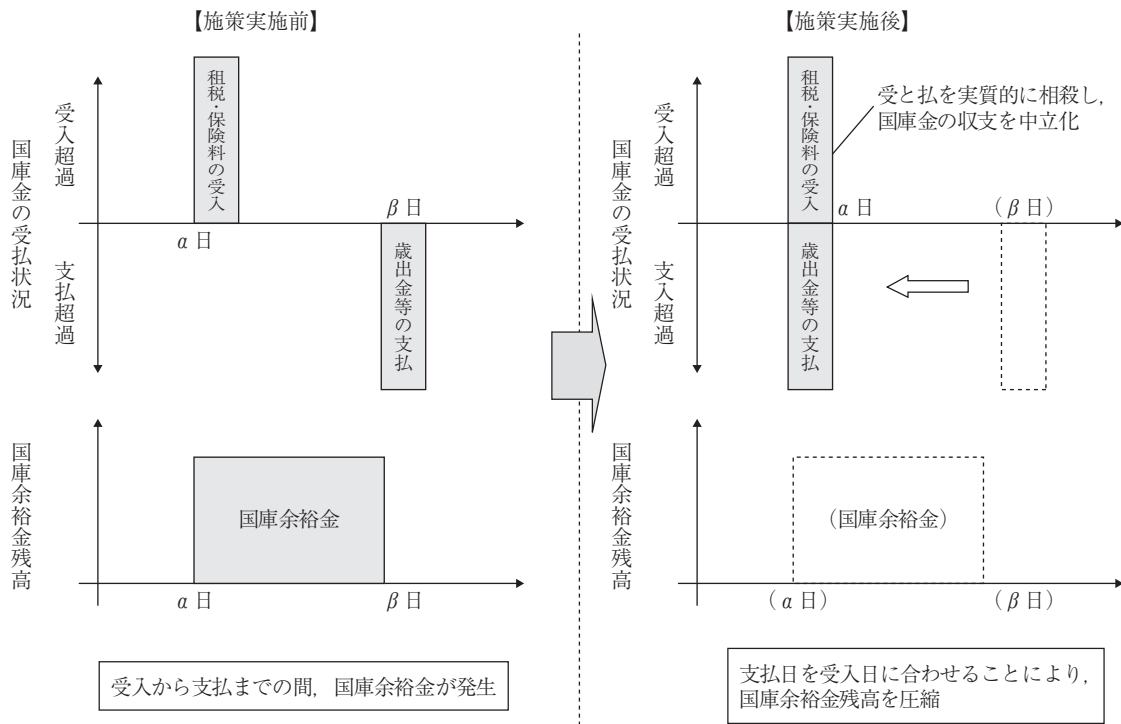 【施策実施前】
国庫金の受払状況
受入超過
支払超過
租税・保険料の受入
α日
β日
歳出金等の支払
国庫余裕金残高
国庫余裕金
α日
β日
受入から支払までの間，国庫余裕金が発生
【施策実施後】
国庫金の受払状況
受入超過
支入超過
租税・保険料の受入
受と払を実質的に相殺し，
国庫金の収支を中立化
α日
（β日）
歳出金等の支払
国庫余裕金残高
（国庫余裕金）
（α日）
（β日）
支払日を受入日に合わせることにより，
国庫余裕金残高を圧縮